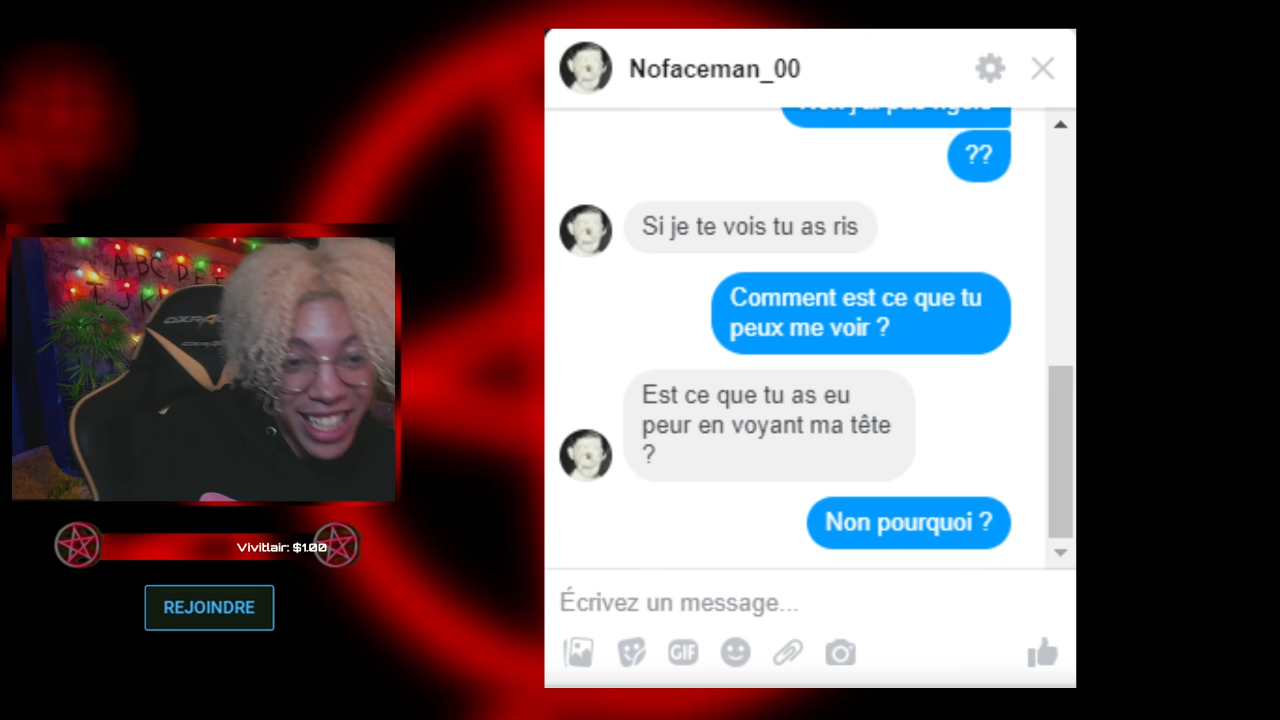 Nofaceman_00
??
Si je te vois tu as ris
Comment est ce que tu
peux me voir ?
Est ce que tu as eu
peur en voyant ma tête
?
Non pourquoi ?
Écrivez un message...
GIF
A B C D E F
Vivitlair: $1.00
REJOINDRE